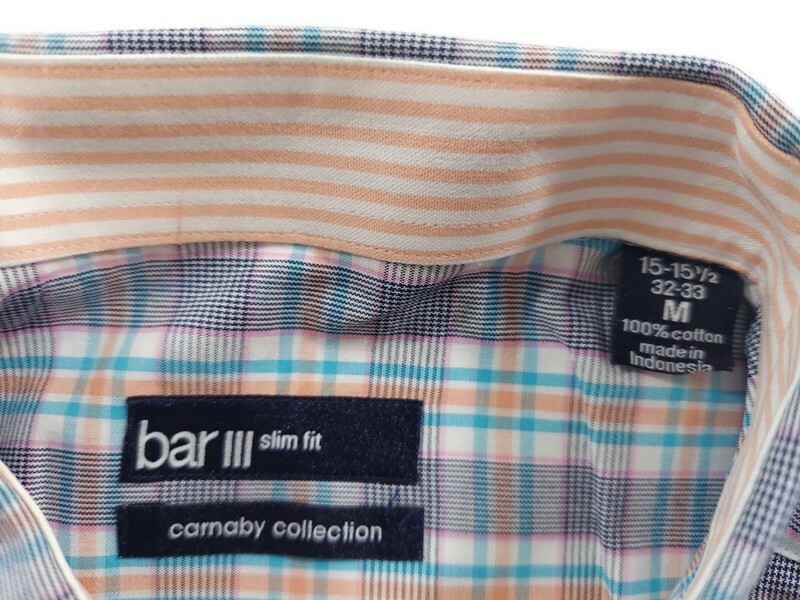 15-15½
32-33
M
100% cotton
made in
Indonesia
bar III slim fit
carnaby collection